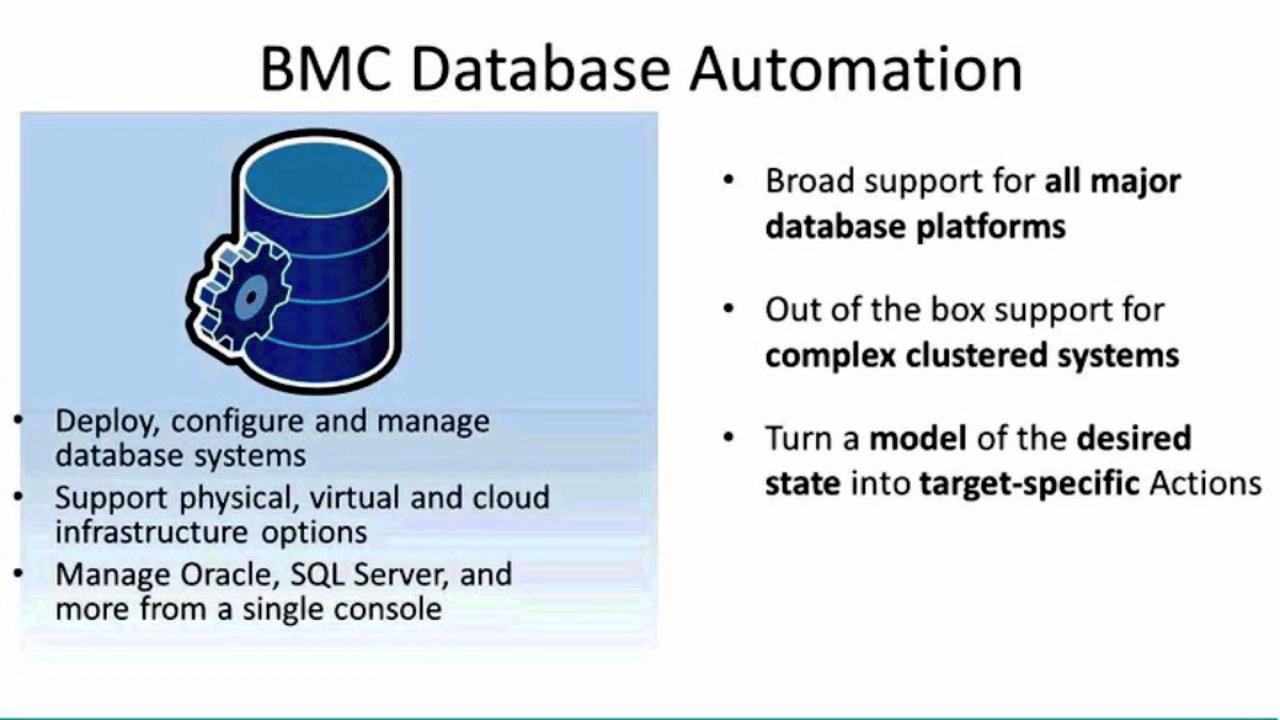 BMC Database Automation
• Deploy, configure and manage
database systems
• Support physical, virtual and cloud
infrastructure options
• Manage Oracle, SQL Server, and
more from a single console
• Broad support for all major
database platforms
• Out of the box support for
complex clustered systems
• Turn a model of the desired
state into target-specific Actions